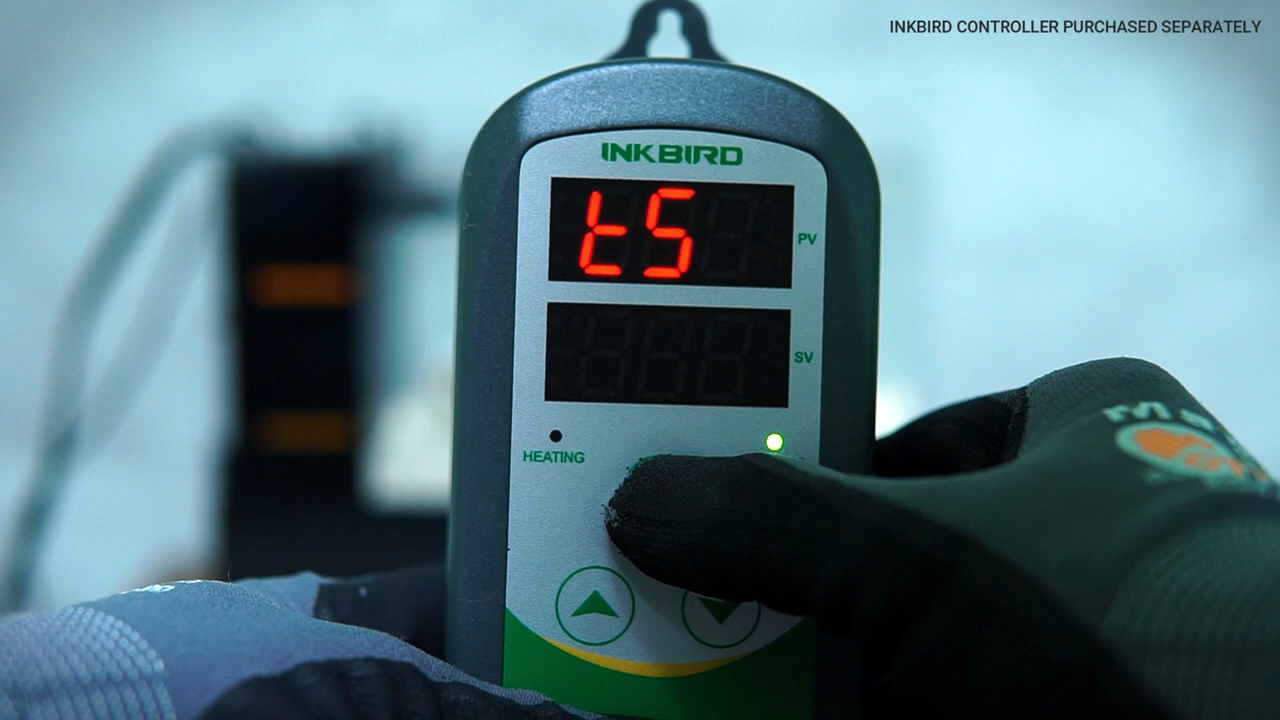 INKBIRD CONTROLLER PURCHASED SEPARATELY
INKBIRD
tS
PV
SV
HEATING